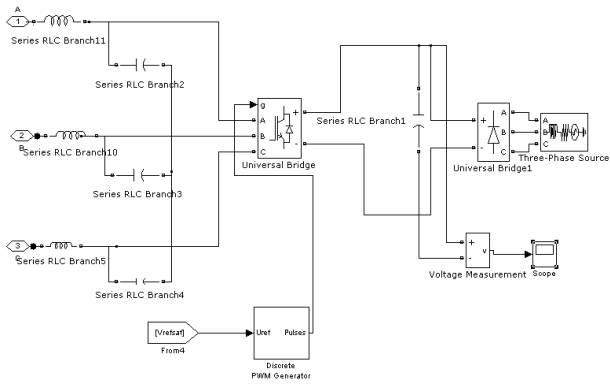 A
1
Series RLC Branch11
Series RLC Branch2
g
A
B
C
+
-
Universal Bridge
Series RLC Branch1
+
-
A
B
C
Universal Bridge1
A
B
C
Three-Phase Source
2
B
Series RLC Branch10
Series RLC Branch3
3
C
Series RLC Branch5
Series RLC Branch4
+
-
v
Voltage Measurement
Scope
[Vrefsaf]
From4
Uref
Pulses
Discrete
PWM Generator